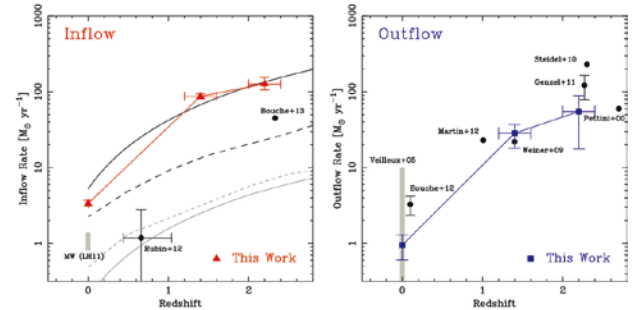 Inflow
Outflow
1000
100
10
1
0
1
2
Inflow Rate [M⊙ yr⁻¹]
Redshift
Bouche+13
Rubin+12
MW (LH11)
This Work
1000
100
10
1
0
1
2
Outflow Rate [M⊙ yr⁻¹]
Redshift
Steidel+10
Genzel+11
Pettini+00
Martin+12
Weiner+09
Veilleux+05
Bouche+12
This Work